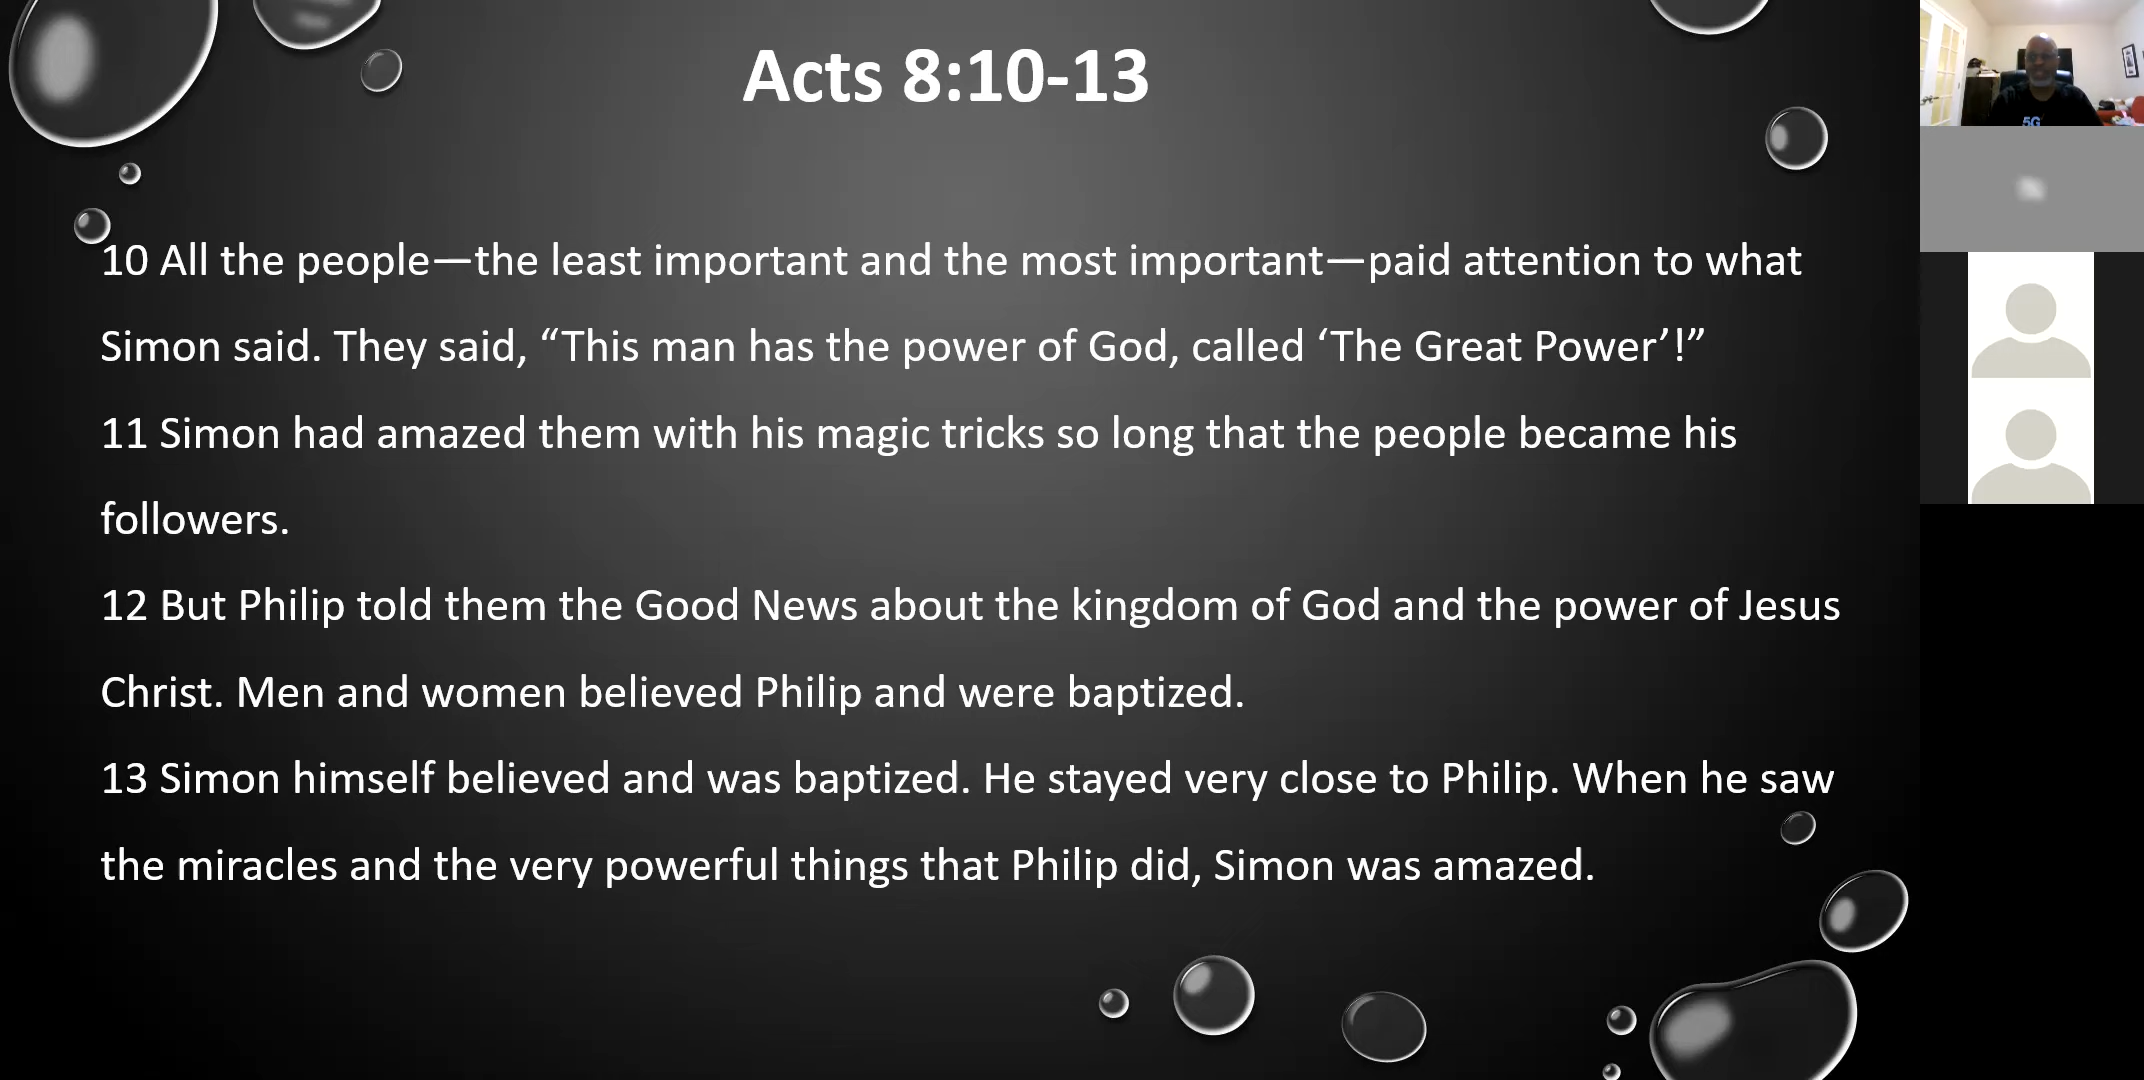 Acts 8:10-13
10 All the people—the least important and the most important—paid attention to what
Simon said. They said, “This man has the power of God, called ‘The Great Power’!”
11 Simon had amazed them with his magic tricks so long that the people became his
followers.
12 But Philip told them the Good News about the kingdom of God and the power of Jesus
Christ. Men and women believed Philip and were baptized.
13 Simon himself believed and was baptized. He stayed very close to Philip. When he saw
the miracles and the very powerful things that Philip did, Simon was amazed.
5G